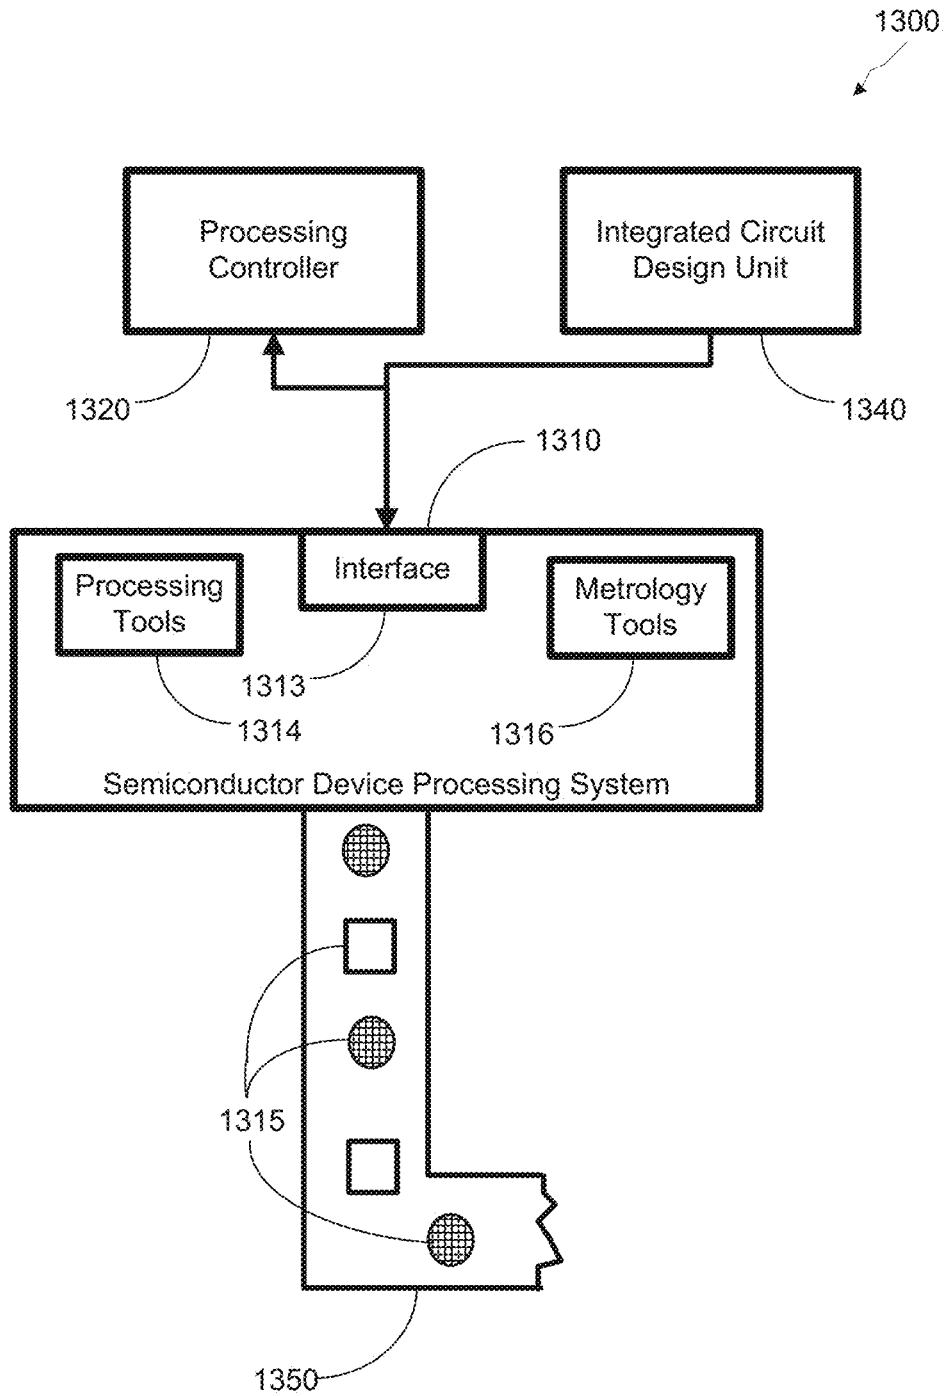 1300
Processing
Controller
Integrated Circuit
Design Unit
1320
1340
1310
Interface
Processing
Tools
Metrology
Tools
1313
1314
1316
Semiconductor Device Processing System
1315
1350